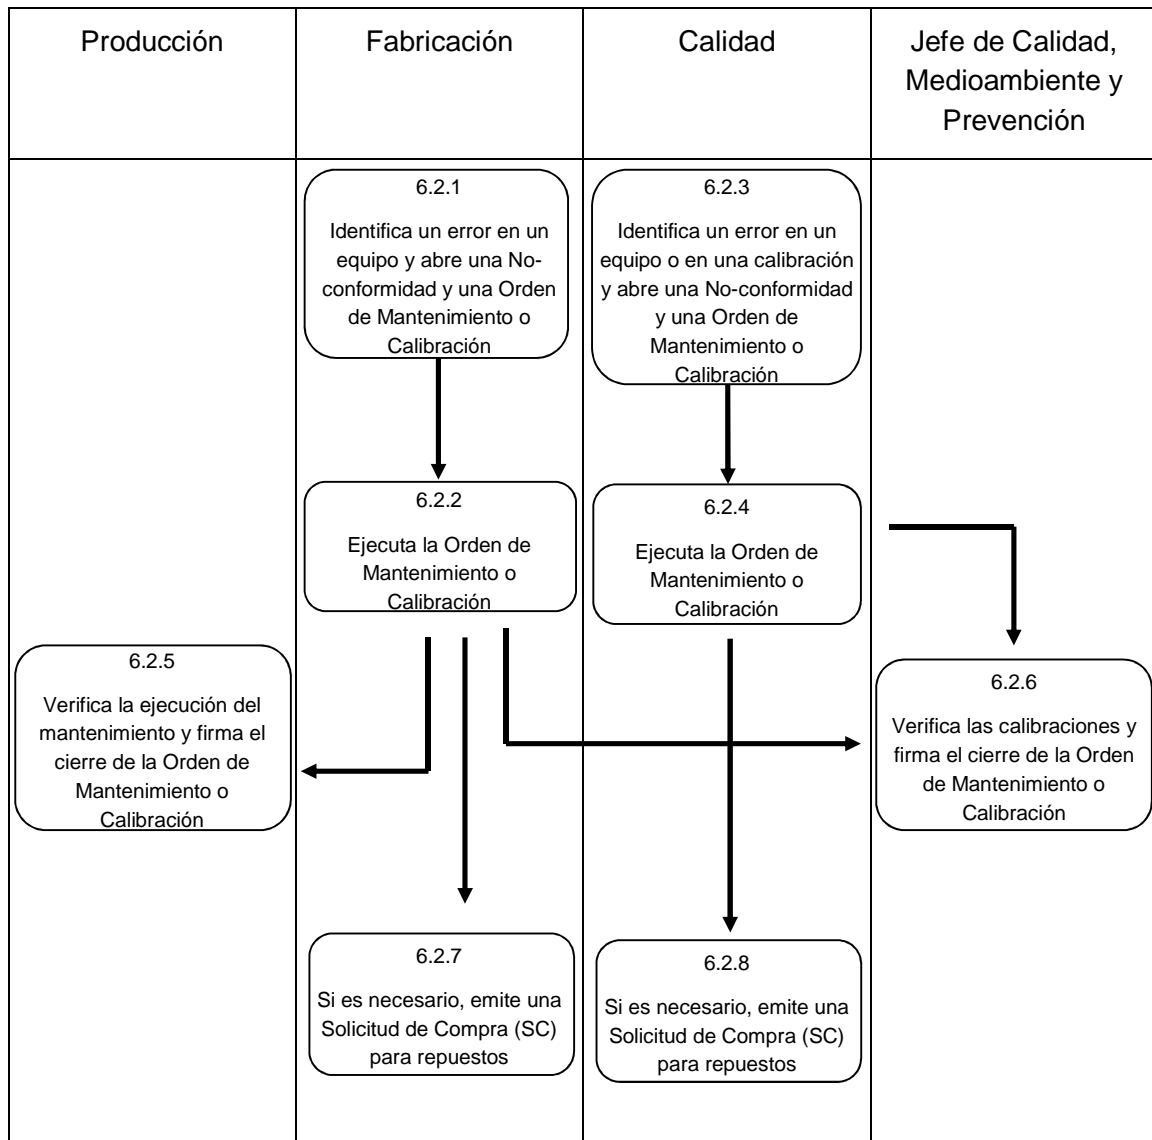 Producción
Fabricación
Calidad
Jefe de Calidad,
Medioambiente y
Prevención
6.2.1
Identifica un error en un
equipo y abre una No-
conformidad y una Orden
de Mantenimiento o
Calibración
6.2.3
Identifica un error en un
equipo o en una calibración
y abre una No-conformidad
y una Orden de
Mantenimiento o
Calibración
6.2.2
Ejecuta la Orden de
Mantenimiento o
Calibración
6.2.4
Ejecuta la Orden de
Mantenimiento o
Calibración
6.2.5
Verifica la ejecución del
mantenimiento y firma el
cierre de la Orden de
Mantenimiento o
Calibración
6.2.6
Verifica las calibraciones y
firma el cierre de la Orden
de Mantenimiento o
Calibración
6.2.7
Si es necesario, emite una
Solicitud de Compra (SC)
para repuestos
6.2.8
Si es necesario, emite una
Solicitud de Compra (SC)
para repuestos